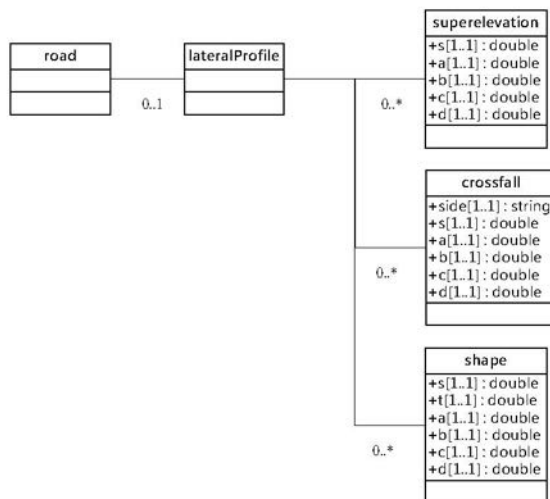 road
0..1
lateralProfile
superelevation
+s[1..1] : double
+a[1..1] : double
+b[1..1] : double
+c[1..1] : double
+d[1..1] : double
0..*
crossfall
+side[1..1] : string
+s[1..1] : double
+a[1..1] : double
+b[1..1] : double
+c[1..1] : double
+d[1..1] : double
0..*
shape
+s[1..1] : double
+t[1..1] : double
+a[1..1] : double
+b[1..1] : double
+c[1..1] : double
+d[1..1] : double
0..*